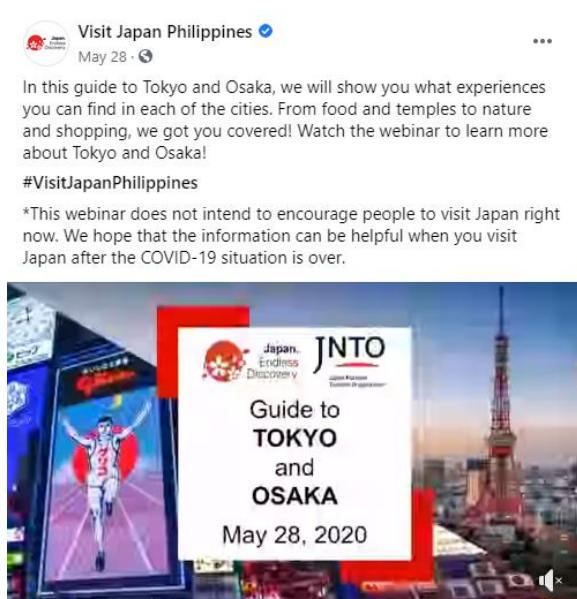 Visit Japan Philippines
May 28 ·
In this guide to Tokyo and Osaka, we will show you what experiences
you can find in each of the cities. From food and temples to nature
and shopping, we got you covered! Watch the webinar to learn more
about Tokyo and Osaka!
#VisitJapanPhilippines
*This webinar does not intend to encourage people to visit Japan right
now. We hope that the information can be helpful when you visit
Japan after the COVID-19 situation is over.
Japan.
Endless
Discovery
JNTO
Japan National
Tourism Organization
Guide to
TOKYO
and
OSAKA
May 28, 2020